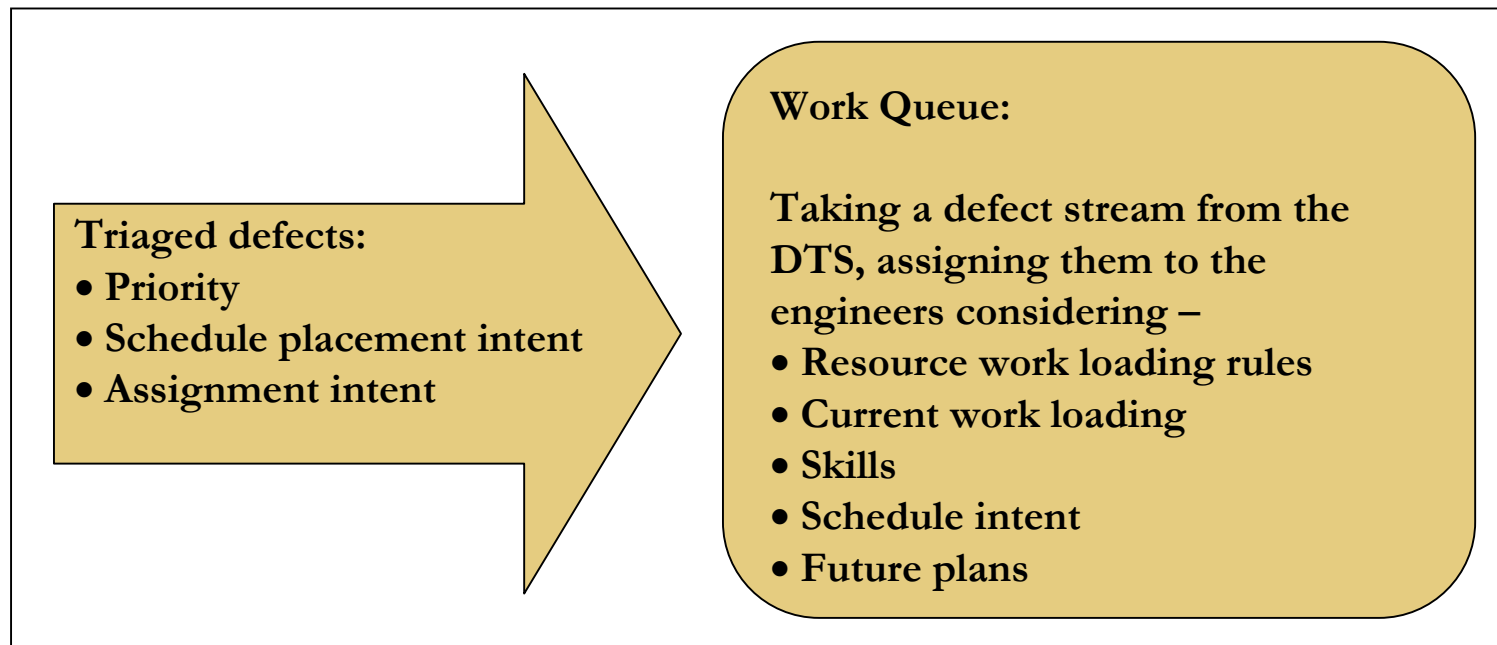 Triaged defects:
• Priority
• Schedule placement intent
• Assignment intent
Work Queue:
Taking a defect stream from the
DTS, assigning them to the
engineers considering –
• Resource work loading rules
• Current work loading
• Skills
• Schedule intent
• Future plans